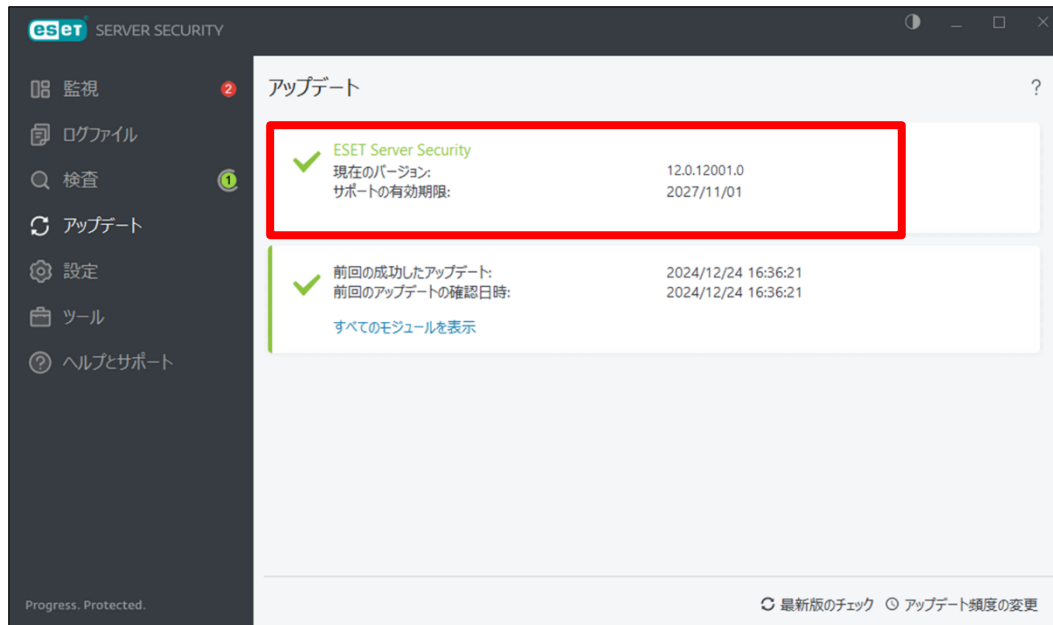 eset SERVER SECURITY
監視 2
ログファイル
検査 1
アップデート
設定
ツール
ヘルプとサポート
Progress. Protected.
アップデート ?
ESET Server Security
現在のバージョン: 12.0.12001.0
サポートの有効期限: 2027/11/01
前回の成功したアップデート: 2024/12/24 16:36:21
前回のアップデートの確認日時: 2024/12/24 16:36:21
すべてのモジュールを表示
最新版のチェック アップデート頻度の変更